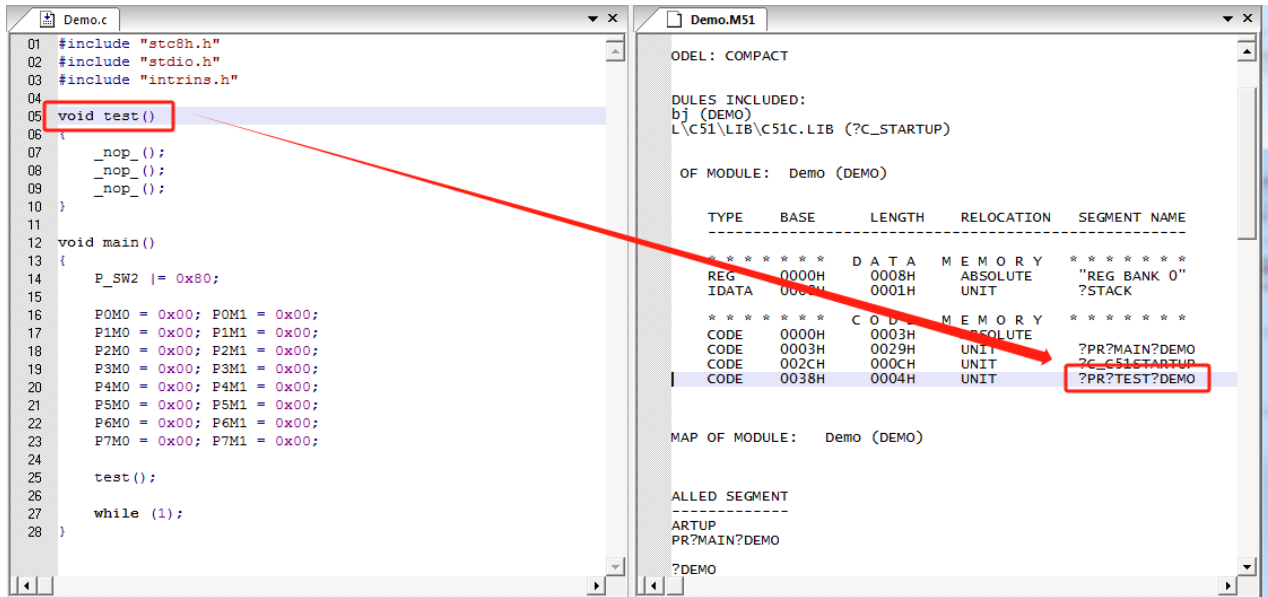 Demo.c
01 #include "stc8h.h"
02 #include "stdio.h"
03 #include "intrins.h"
04
05 void test()
06 {
07 _nop_();
08 _nop_();
09 _nop_();
10 }
11
12 void main()
13 {
14 P_SW2 |= 0x80;
15
16 P0M0 = 0x00; P0M1 = 0x00;
17 P1M0 = 0x00; P1M1 = 0x00;
18 P2M0 = 0x00; P2M1 = 0x00;
19 P3M0 = 0x00; P3M1 = 0x00;
20 P4M0 = 0x00; P4M1 = 0x00;
21 P5M0 = 0x00; P5M1 = 0x00;
22 P6M0 = 0x00; P6M1 = 0x00;
23 P7M0 = 0x00; P7M1 = 0x00;
24
25 test();
26
27 while (1);
28 }
Demo.M51
ODEL: COMPACT
DULES INCLUDED:
bj (DEMO)
L\C51\LIB\C51C.LIB (?C_STARTUP)
OF MODULE: Demo (DEMO)
TYPE BASE LENGTH RELOCATION SEGMENT NAME
-----------------------------------------------------
* * * * * * * D A T A M E M O R Y * * * * * * *
REG 0000H 0008H ABSOLUTE "REG BANK 0"
IDATA 0008H 0001H UNIT ?STACK
* * * * * * * C O D E M E M O R Y * * * * * * *
CODE 0000H 0003H ABSOLUTE
CODE 0003H 0029H UNIT ?PR?MAIN?DEMO
CODE 002CH 000CH UNIT ?C_C51STARTUP
CODE 0038H 0004H UNIT ?PR?TEST?DEMO
MAP OF MODULE: Demo (DEMO)
ALLED SEGMENT
-------------
ARTUP
PR?MAIN?DEMO
?DEMO